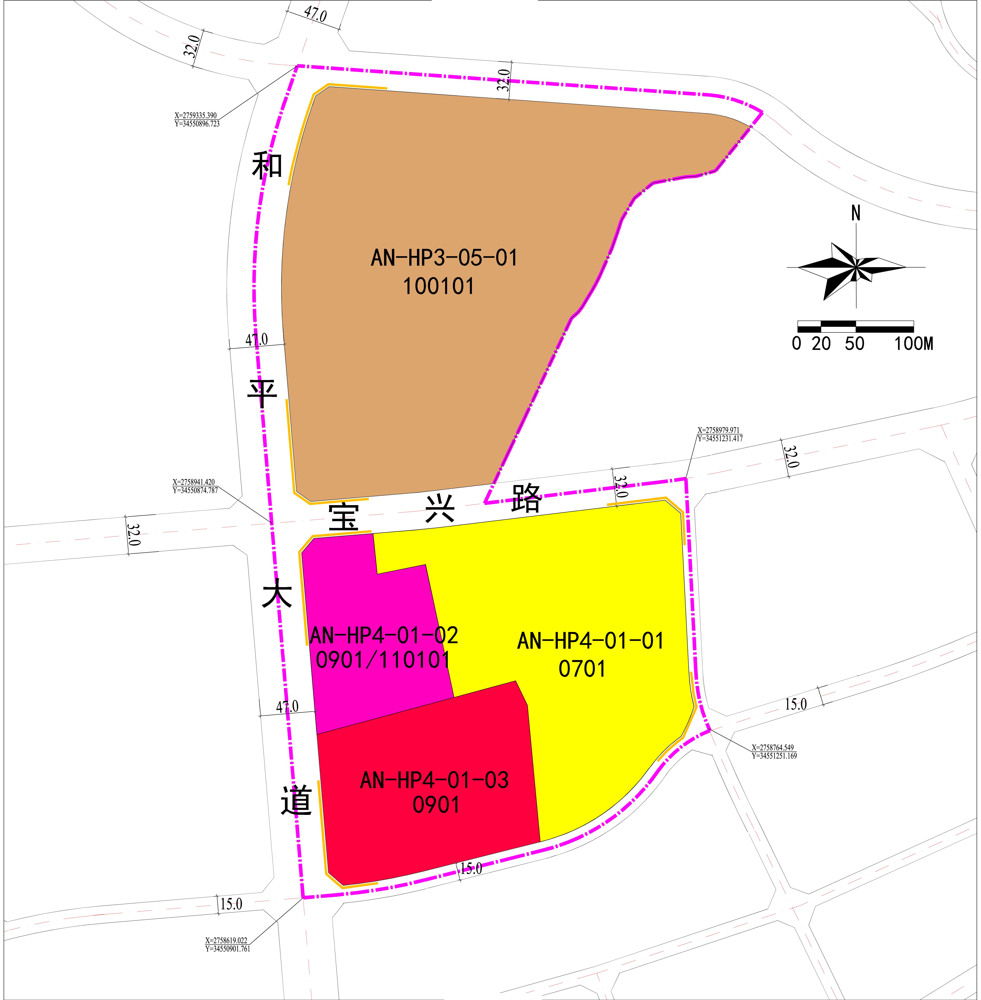 47.0
32.0
32.0
X=2759335.390
Y=34550896.723
和
N
AN-HP3-05-01
100101
0 20 50 100M
47.0
平
X=2758979.971
Y=34551231.417
32.0
X=2758941.420
Y=34550874.787
32.0
宝兴路
32.0
大
AN-HP4-01-02
0901/110101
AN-HP4-01-01
0701
47.0
15.0
X=2758764.549
Y=34551251.169
AN-HP4-01-03
0901
道
15.0
15.0
X=2758619.022
Y=34550901.761